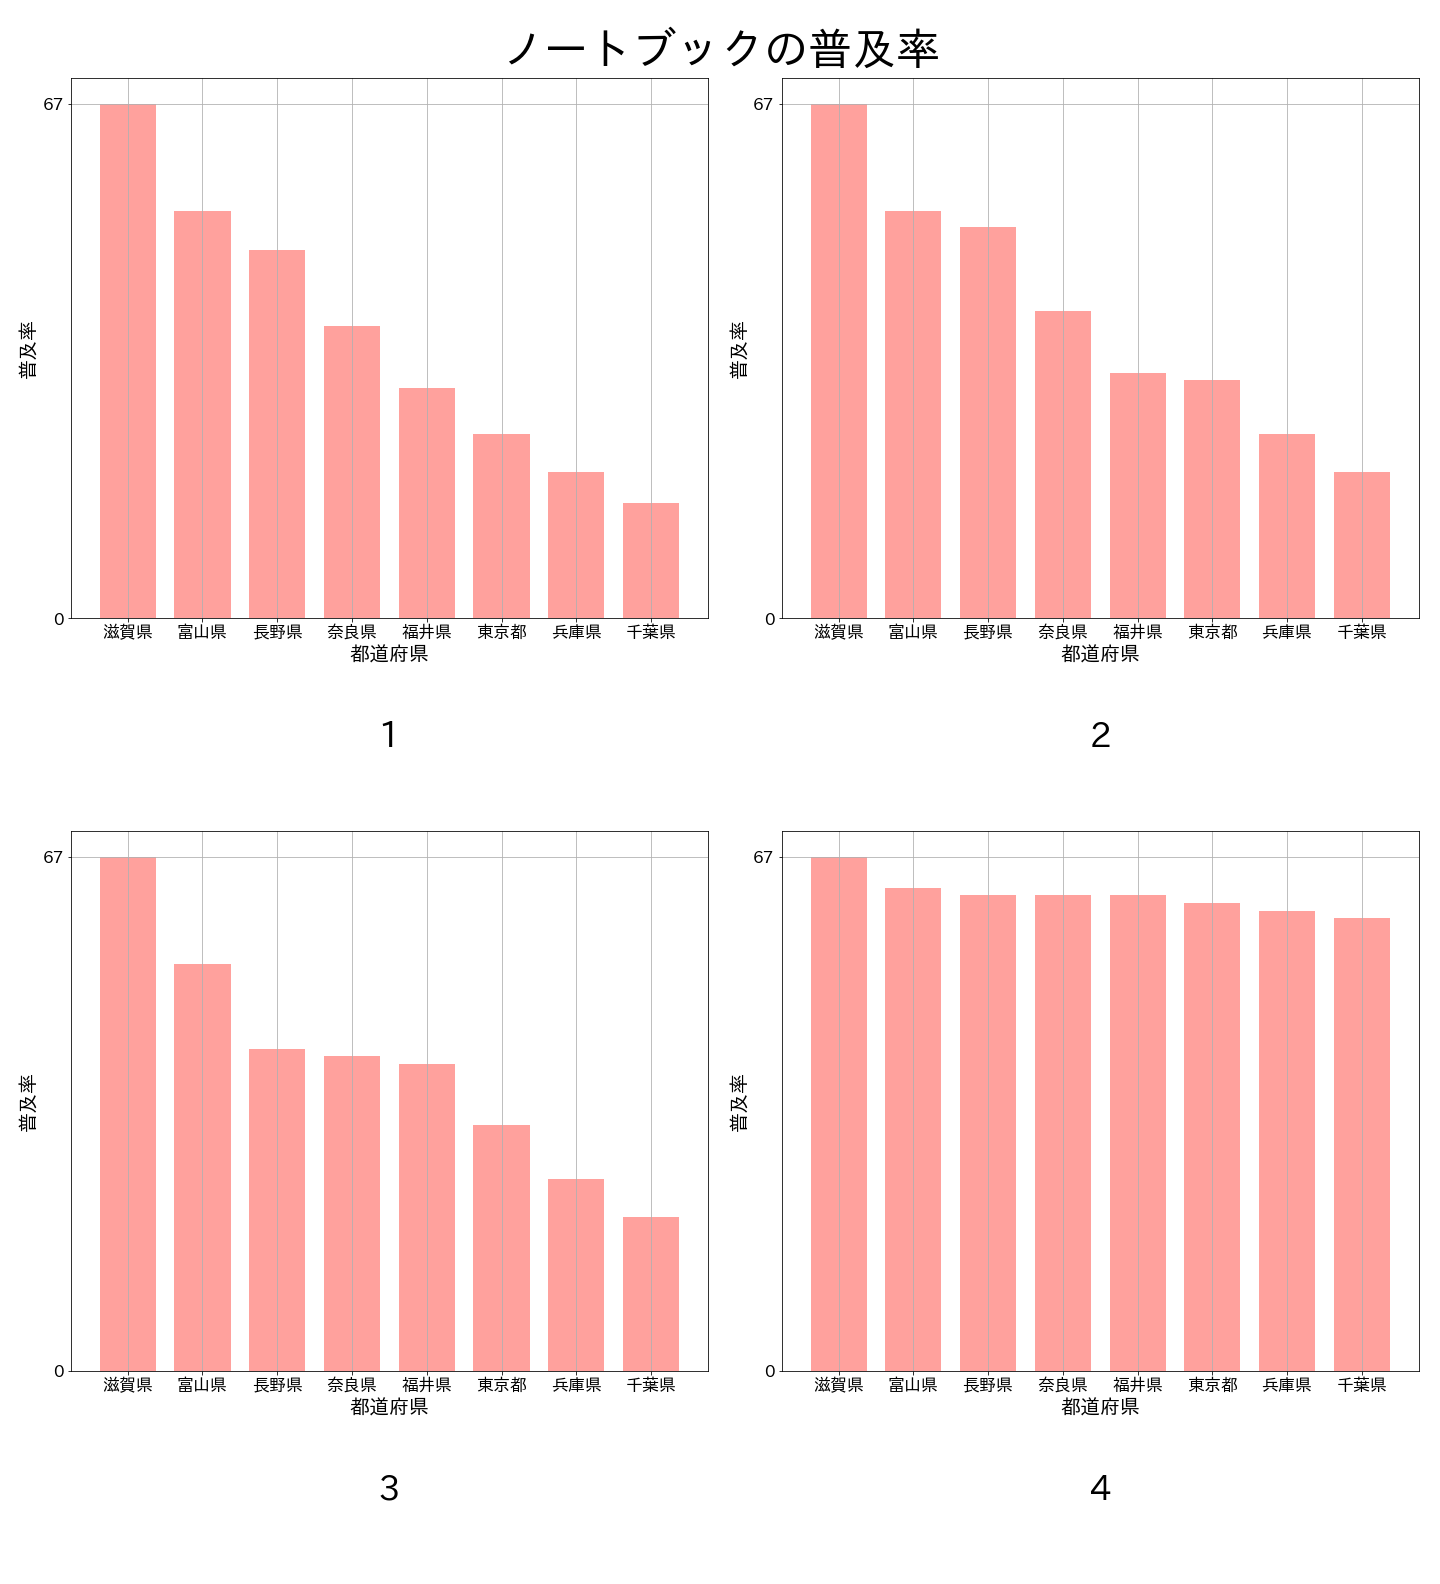 ノートブックの普及率
67
0
普及率
滋賀県 富山県 長野県 奈良県 福井県 東京都 兵庫県 千葉県
都道府県
1
67
0
普及率
滋賀県 富山県 長野県 奈良県 福井県 東京都 兵庫県 千葉県
都道府県
2
67
0
普及率
滋賀県 富山県 長野県 奈良県 福井県 東京都 兵庫県 千葉県
都道府県
3
67
0
普及率
滋賀県 富山県 長野県 奈良県 福井県 東京都 兵庫県 千葉県
都道府県
4